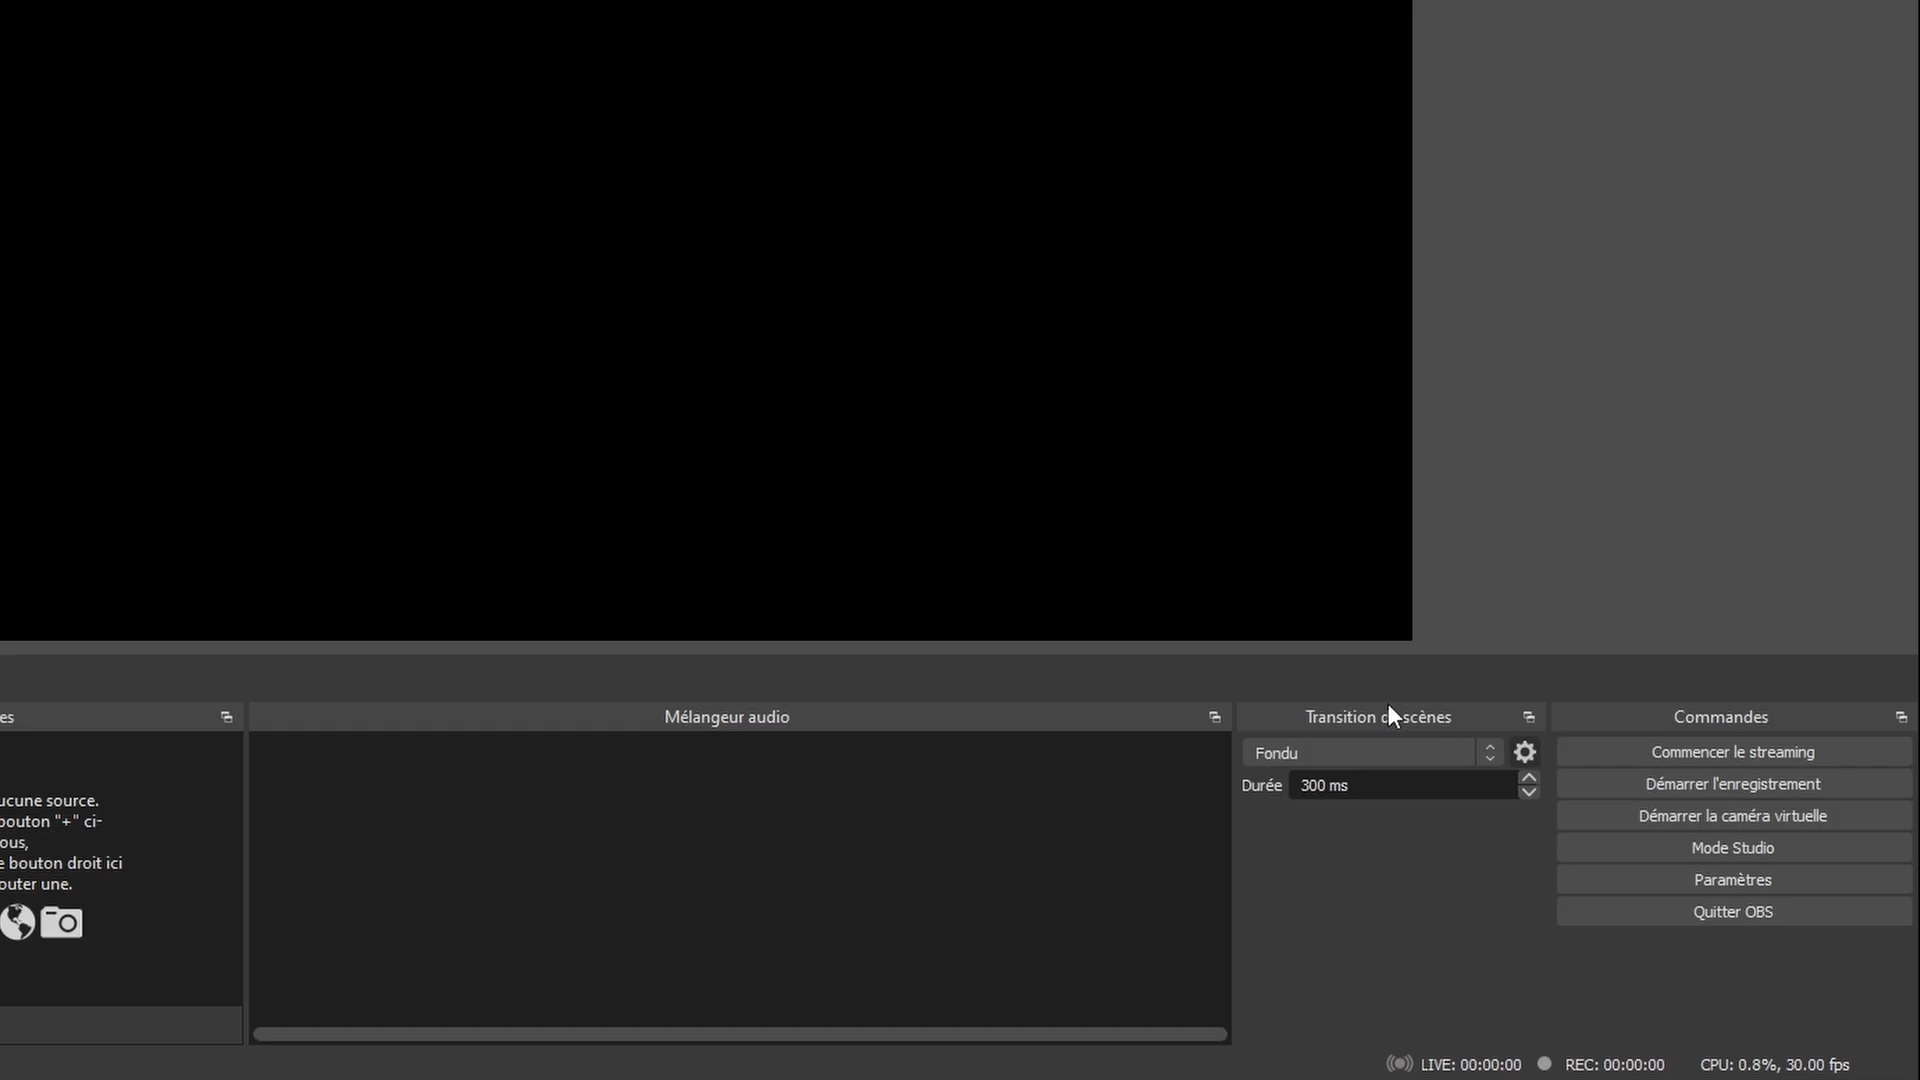 es
ucune source.
bouton "+" ci-
ous,
e bouton droit ici
outer une.
Mélangeur audio
Transition scènes
Fondu
Durée 300 ms
Commandes
Commencer le streaming
Démarrer l'enregistrement
Démarrer la caméra virtuelle
Mode Studio
Paramètres
Quitter OBS
LIVE: 00:00:00 REC: 00:00:00 CPU: 0.8%, 30.00 fps